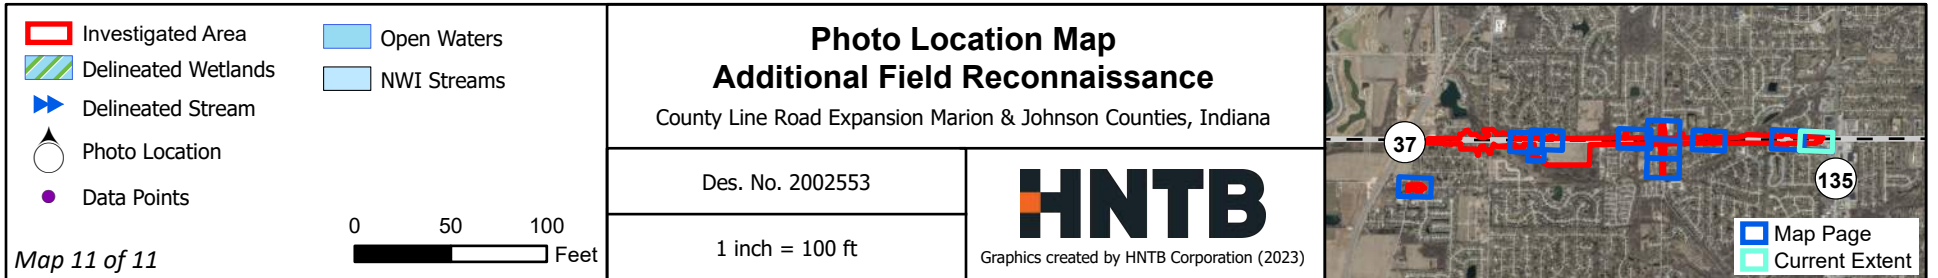 Investigated Area
Delineated Wetlands
Delineated Stream
Photo Location
Data Points
Open Waters
NWI Streams
0 50 100
Feet
Map 11 of 11
Photo Location Map
Additional Field Reconnaissance
County Line Road Expansion Marion & Johnson Counties, Indiana
Des. No. 2002553
1 inch = 100 ft
HNTB
Graphics created by HNTB Corporation (2023)
37
135
Map Page
Current Extent